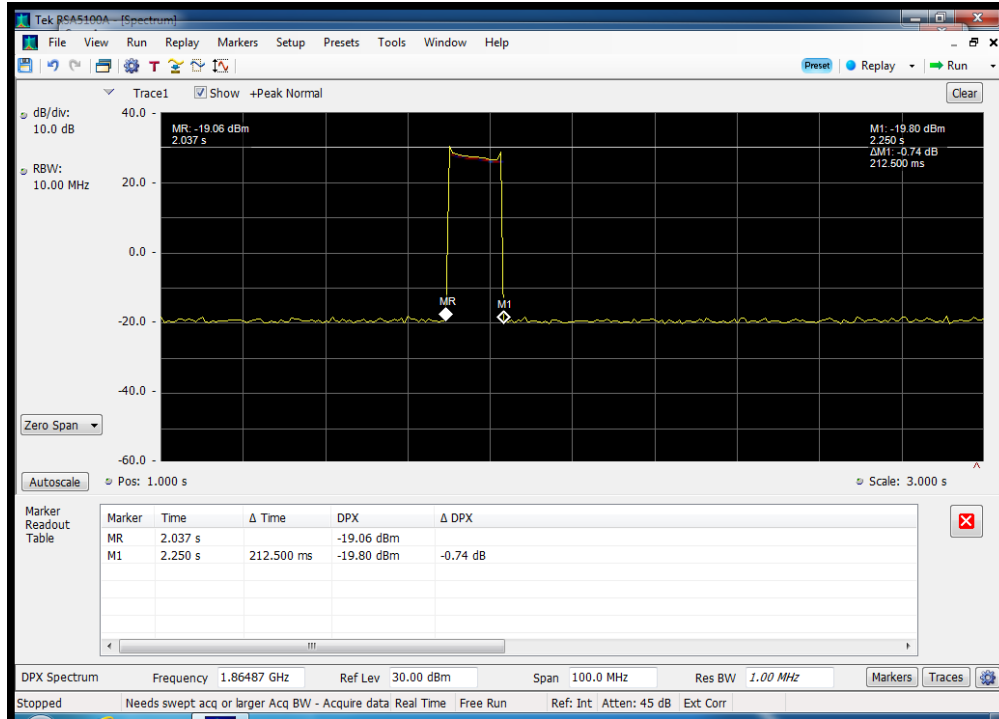 Tek RSA5100A - [Spectrum]
File View Run Replay Markers Setup Presets Tools Window Help
T Preset Replay Run
Trace1 Show +Peak Normal Clear
dB/div:
10.0 dB
RBW:
10.00 MHz
40.0 -
20.0 -
0.0 -
-20.0 -
-40.0 -
-60.0 -
MR: -19.06 dBm
2.037 s
M1: -19.80 dBm
2.250 s
ΔM1: -0.74 dB
212.500 ms
MR M1
Zero Span
Autoscale Pos: 1.000 s Scale: 3.000 s
Marker
Readout
Table
Marker Time Δ Time DPX Δ DPX
MR 2.037 s -19.06 dBm
M1 2.250 s 212.500 ms -19.80 dBm -0.74 dB
DPX Spectrum Frequency 1.86487 GHz Ref Lev 30.00 dBm Span 100.0 MHz Res BW 1.00 MHz Markers Traces
Stopped Needs swept acq or larger Acq BW - Acquire data Real Time Free Run Ref: Int Atten: 45 dB Ext Corr